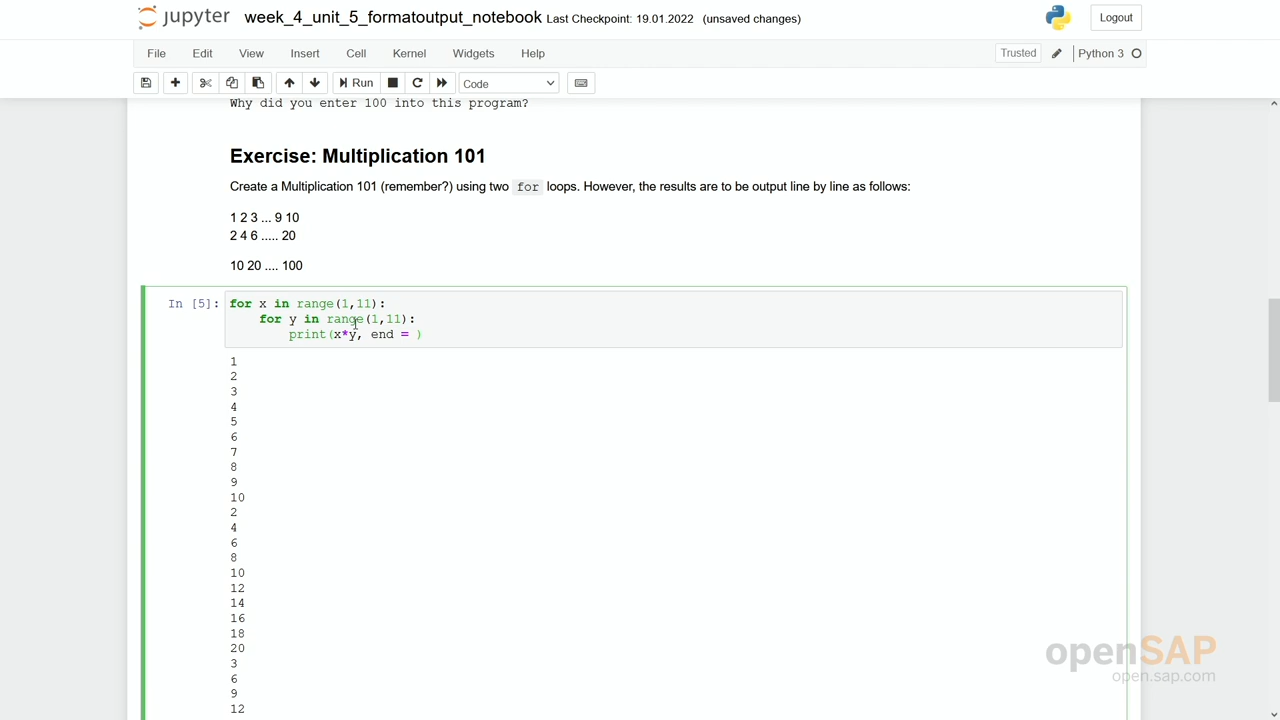 jupyter week_4_unit_5_formatoutput_notebook Last Checkpoint: 19.01.2022 (unsaved changes) Logout
File Edit View Insert Cell Kernel Widgets Help Trusted Python 3
Run Code
Why did you enter 100 into this program?
Exercise: Multiplication 101
Create a Multiplication 101 (remember?) using two for loops. However, the results are to be output line by line as follows:
1 2 3 ... 9 10
2 4 6 ..... 20
10 20 .... 100
In [5]: for x in range(1,11):
for y in range(1,11):
print(x*y, end = )
1
2
3
4
5
6
7
8
9
10
2
4
6
8
10
12
14
16
18
20
3
6
9
12
openSAP
open.sap.com